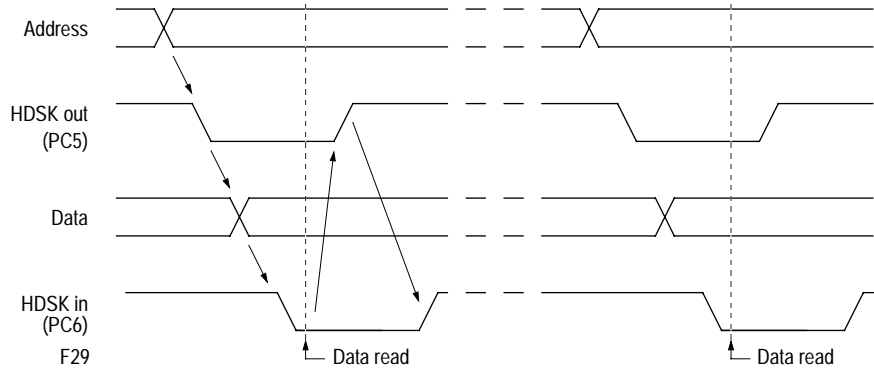 Address
HDSK out
(PC5)
Data
HDSK in
(PC6)
F29
Data read
Data read